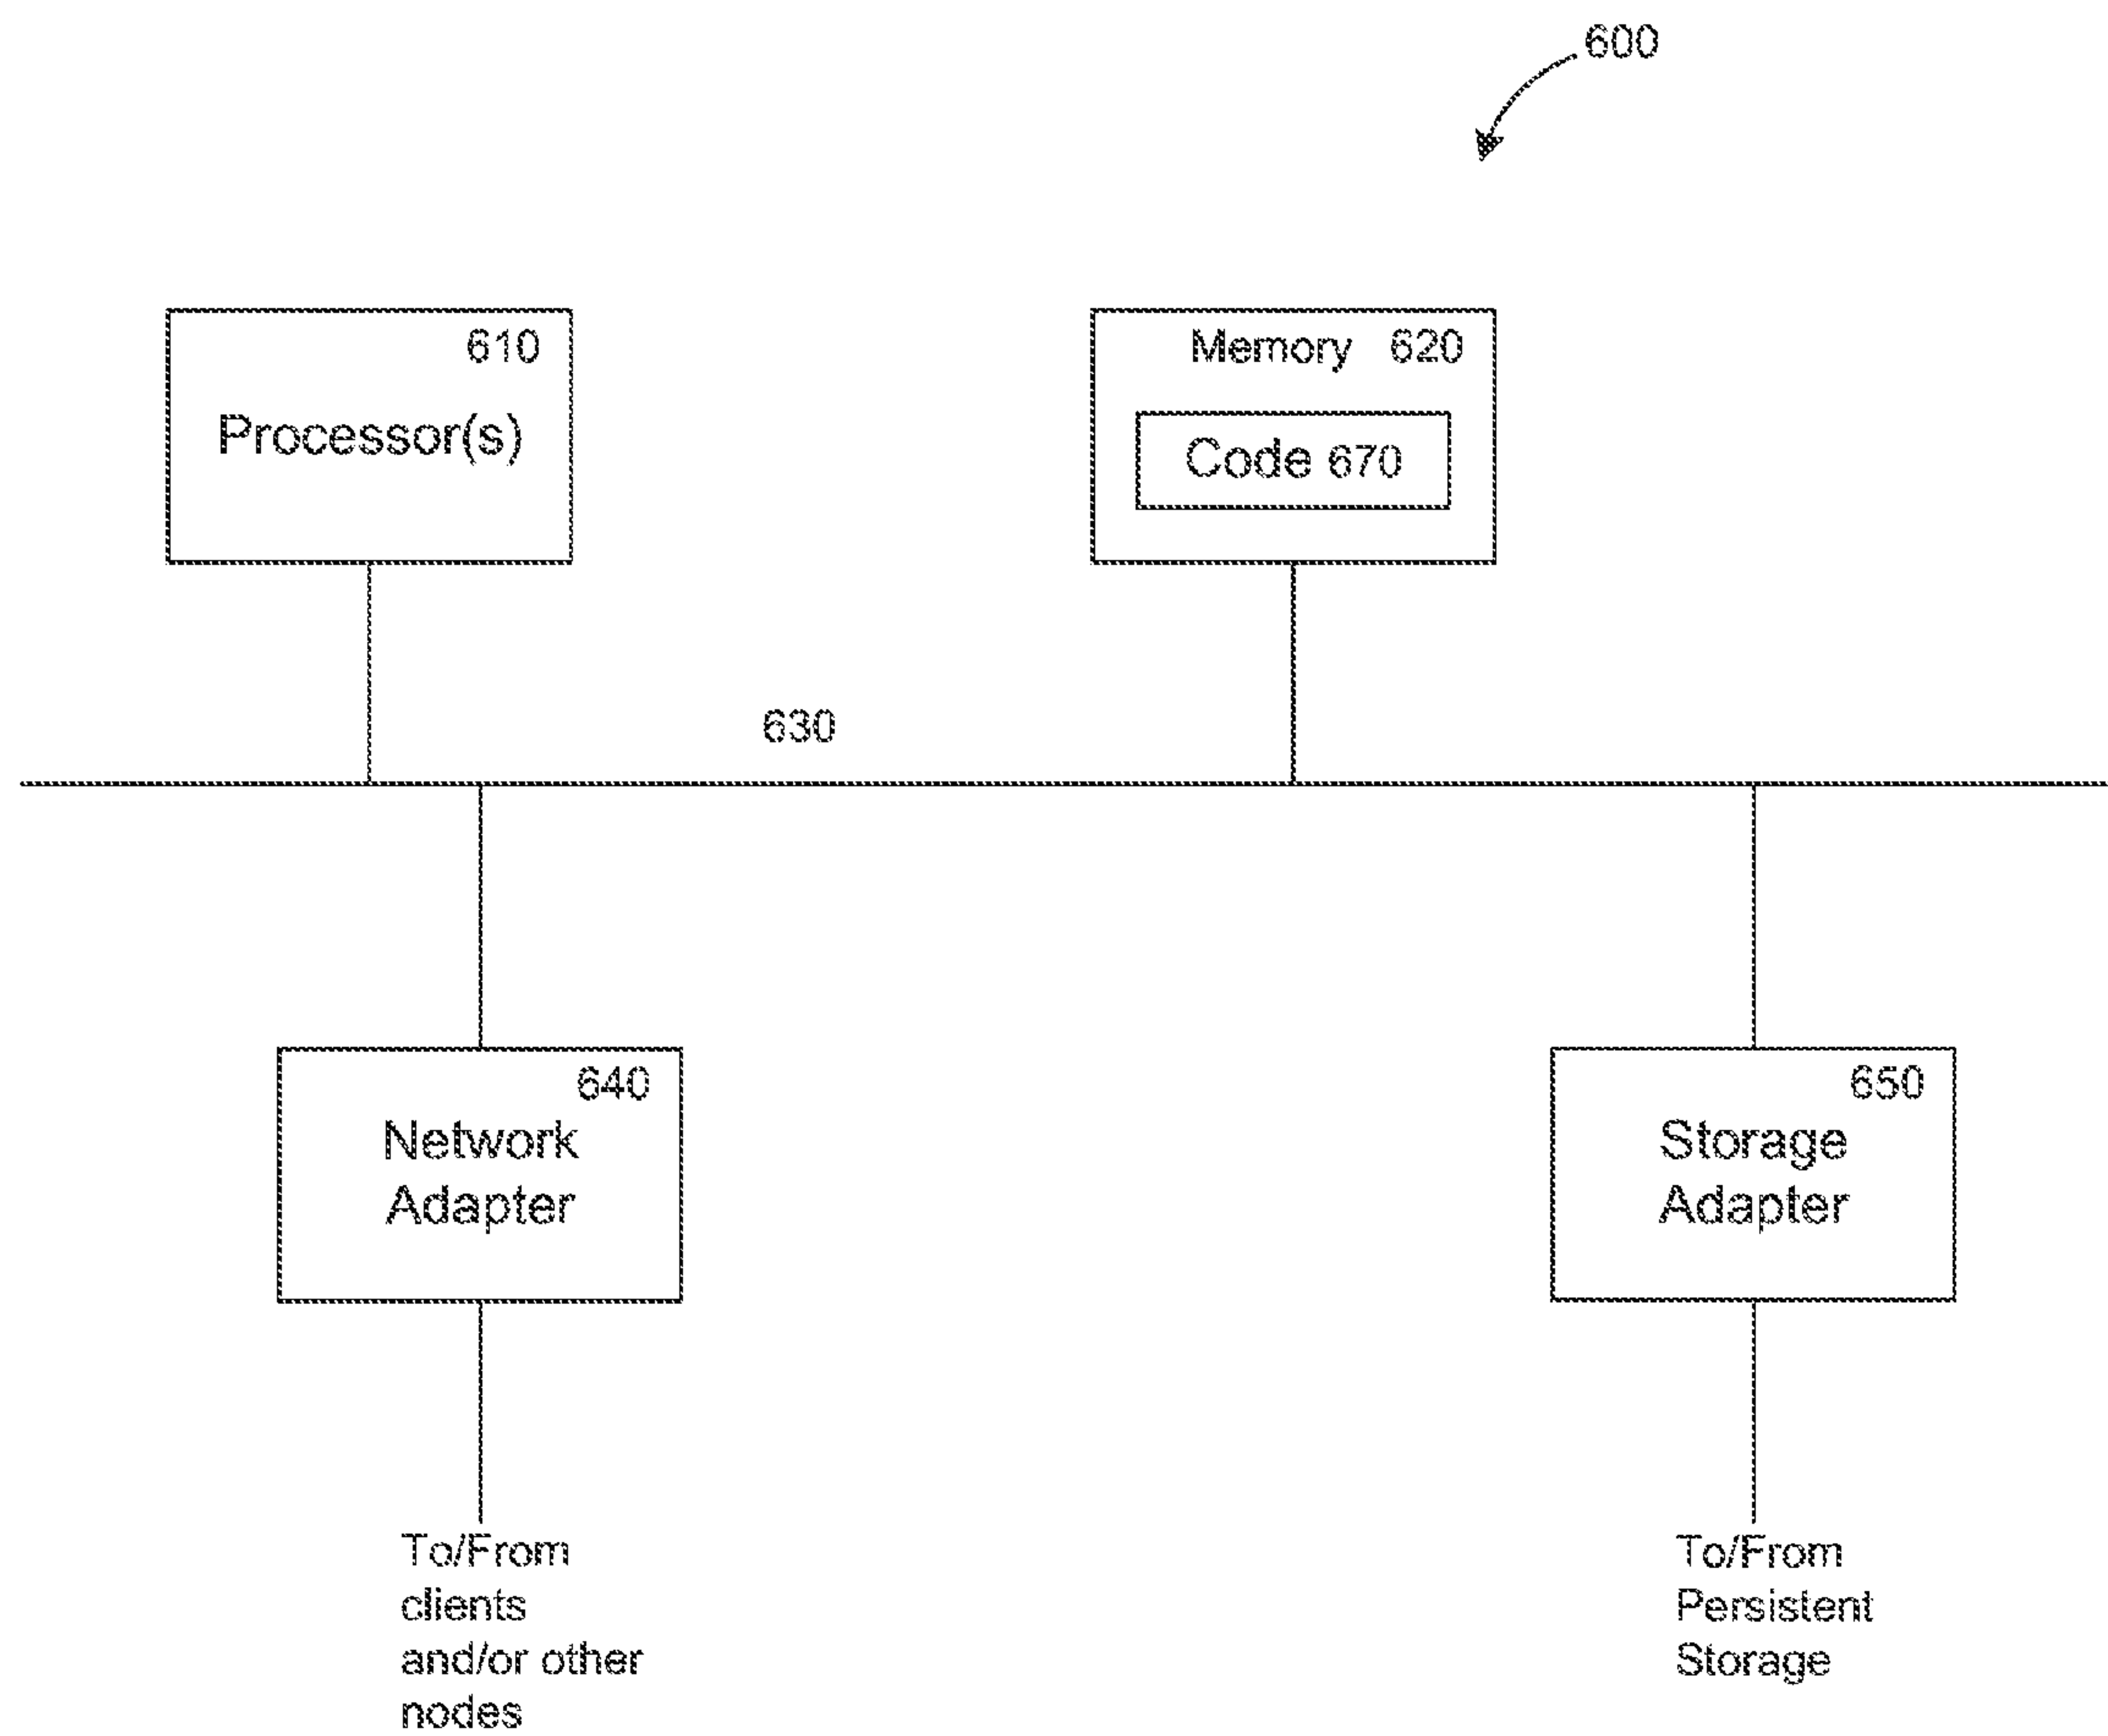 600
610
Processor(s)
Memory 620
Code 670
630
640
Network
Adapter
650
Storage
Adapter
To/From
clients
and/or other
nodes
To/From
Persistent
Storage